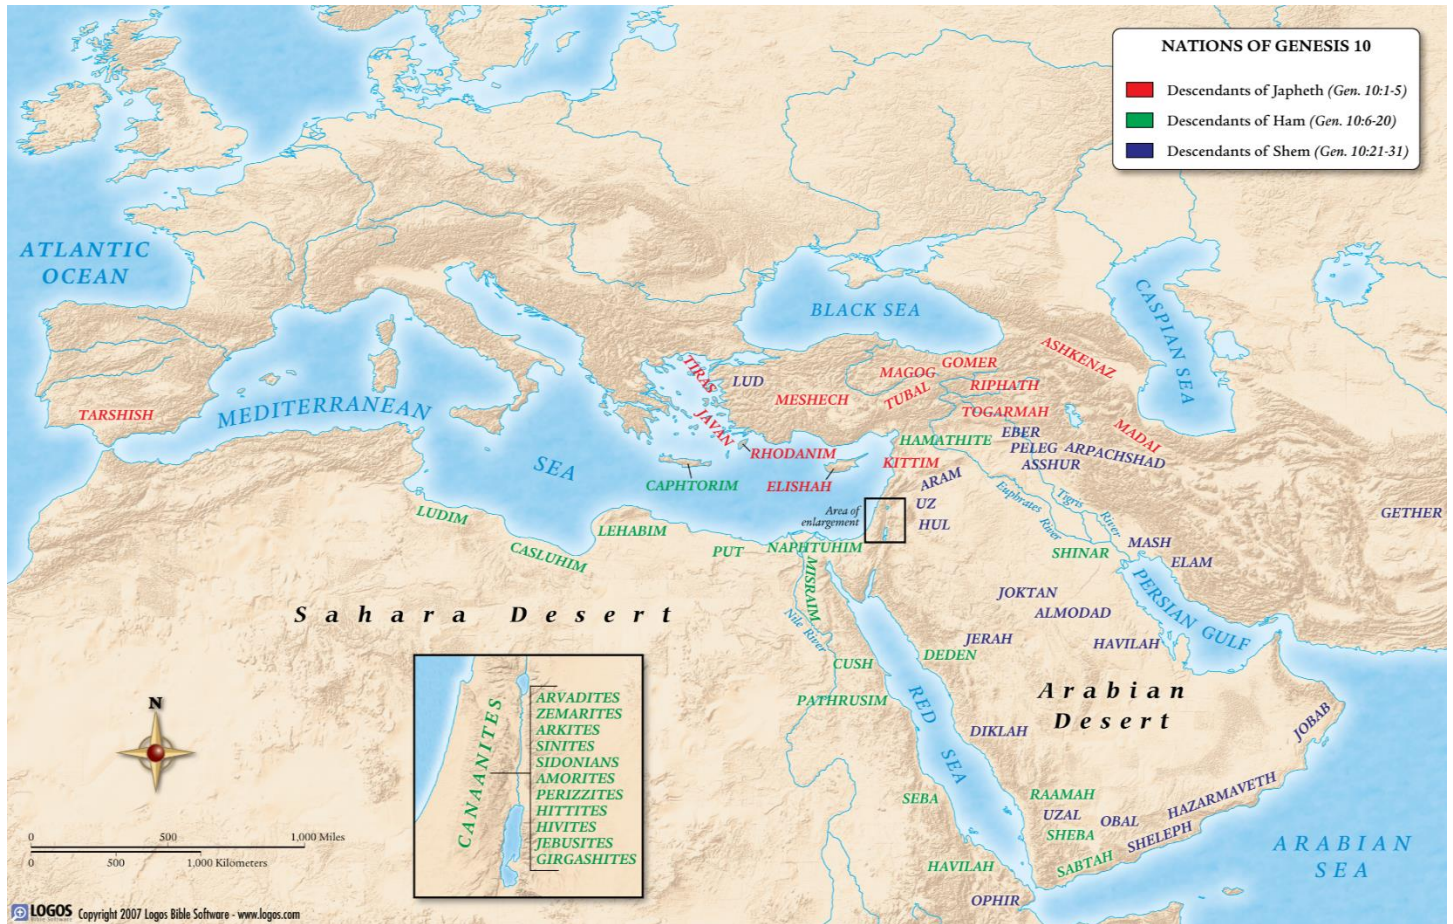 NATIONS OF GENESIS 10
Descendants of Japheth (Gen. 10:1-5)
Descendants of Ham (Gen. 10:6-20)
Descendants of Shem (Gen. 10:21-31)
ATLANTIC
OCEAN
BLACK SEA
CASPIAN SEA
TARSHISH
MEDITERRANEAN
SEA
TIRAS
LUD
JAVAN
MESHECH
MAGOG
GOMER
TUBAL
RIPHATH
ASHKENAZ
TOGARMAH
MADAI
RHODANIM
CAPHTORIM
ELISHAH
HAMATHITE
KITTIM
EBER
PELEG
ARPACHSHAD
ASSHUR
ARAM
UZ
HUL
Area of
enlargement
Euphrates
River
Tigris
River
GETHER
LUDIM
CASLUHIM
LEHABIM
PUT
NAPHTUHIM
MISRAIM
Nile River
SHINAR
MASH
ELAM
PERSIAN GULF
JOKTAN
ALMODAD
JERAH
HAVILAH
DEDEN
CUSH
PATHRUSIM
RED
SEA
Sahara Desert
Arabian
Desert
DIKLAH
JOBAB
SEBA
RAAMAH
UZAL
SHEBA
OBAL
HAZARMAVETH
SHELEPH
SABTAH
HAVILAH
OPHIR
ARABIAN
SEA
CANAANITES
ARVADITES
ZEMARITES
ARKITES
SINITES
SIDONIANS
AMORITES
PERIZZITES
HITTITES
HIVITES
JEBUSITES
GIRGASHITES
N
0 500 1,000 Miles
0 500 1,000 Kilometers
LOGOS Bible Software Copyright 2007 Logos Bible Software - www.logos.com